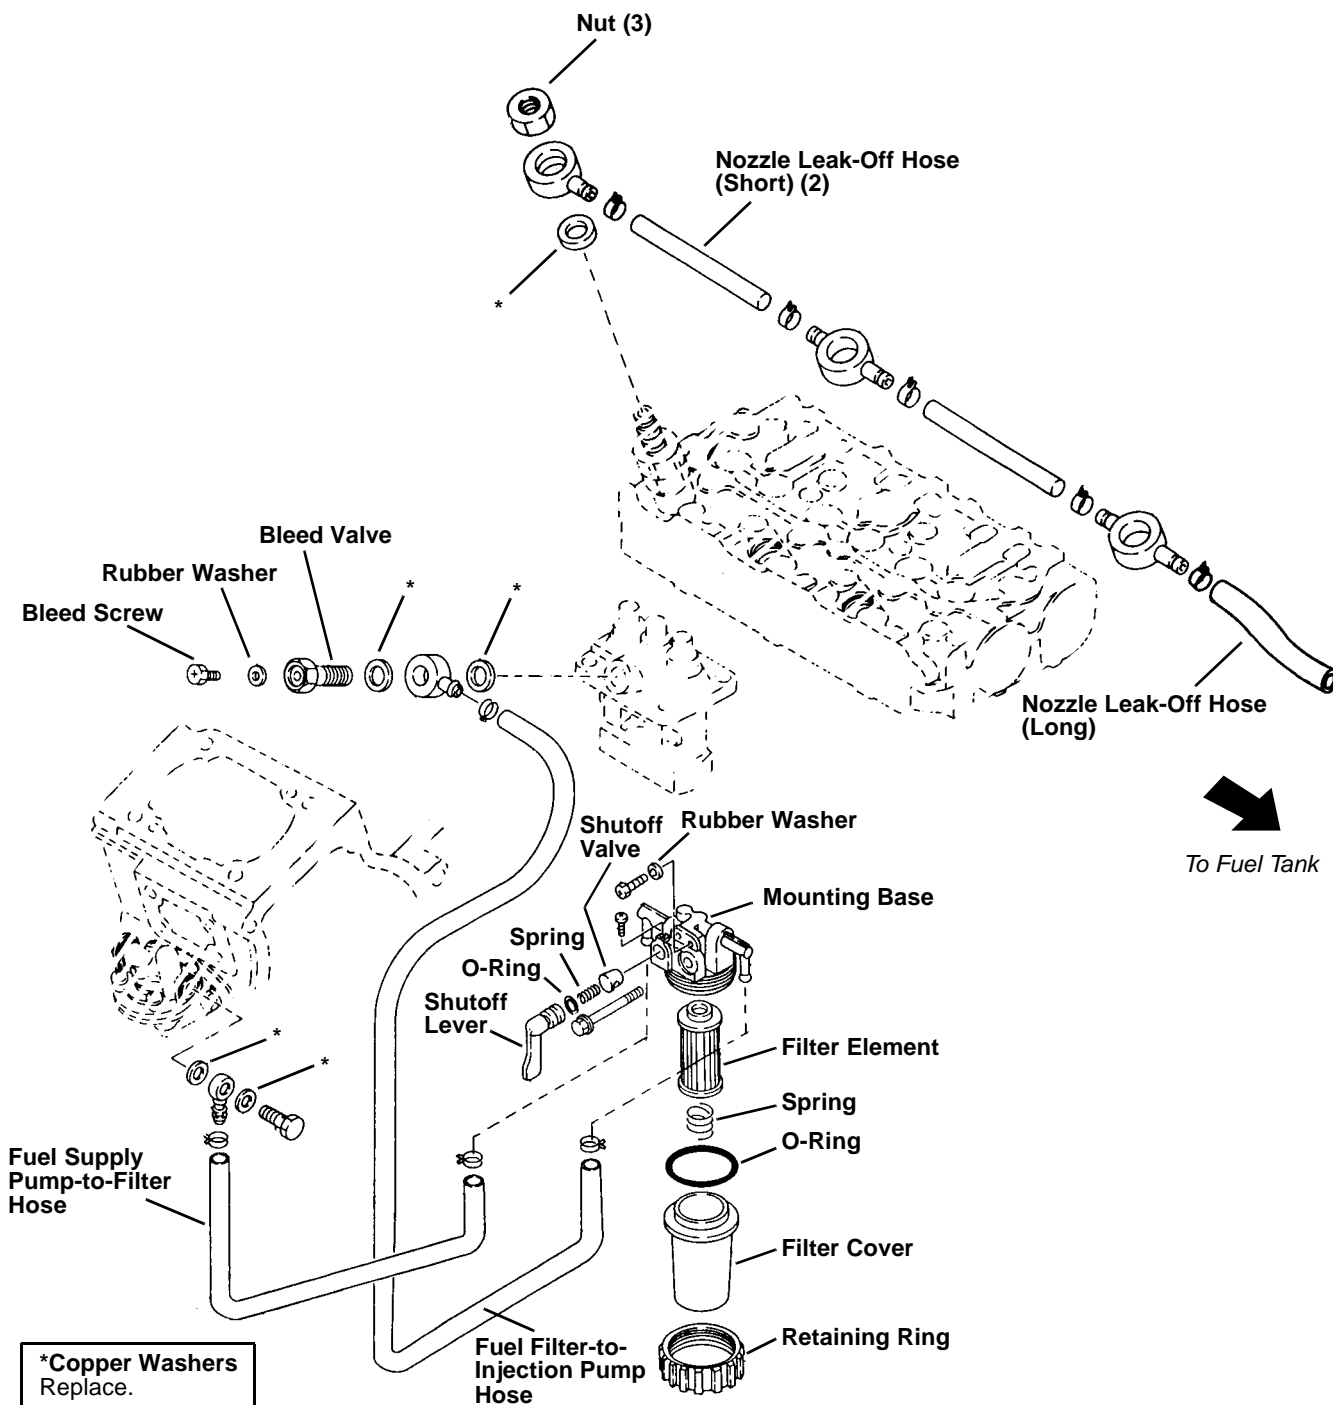 Nut (3)
Nozzle Leak-Off Hose
(Short) (2)
*
Bleed Valve
Rubber Washer
*
*
Bleed Screw
Nozzle Leak-Off Hose
(Long)
To Fuel Tank
Shutoff
Valve
Rubber Washer
Mounting Base
Spring
O-Ring
Shutoff
Lever
*
*
Filter Element
Spring
O-Ring
Fuel Supply
Pump-to-Filter
Hose
Filter Cover
Retaining Ring
Fuel Filter-to-
Injection Pump
Hose
*Copper Washers
Replace.